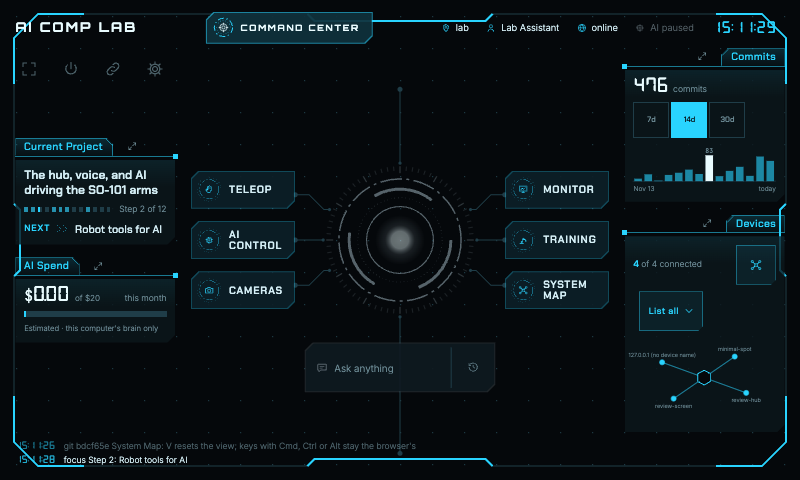 AI COMP LAB
COMMAND CENTER
lab
Lab Assistant
online
AI paused
15:11:29
Commits
476 commits
7d
14d
30d
83
Nov 13
today
Current Project
The hub, voice, and AI
driving the SO-101 arms
Step 2 of 12
NEXT
Robot tools for AI
AI Spend
$0.00 of $20
this month
Estimated · this computer's brain only
TELEOP
AI
CONTROL
CAMERAS
MONITOR
TRAINING
SYSTEM
MAP
Devices
4 of 4 connected
List all
127.0.0.1 (no device name)
minimal-spot
review-screen
review-hub
Ask anything
15:11:26 git bdcf65e System Map: V resets the view; keys with Cmd, Ctrl or Alt stay the browser's
15:11:28 focus Step 2: Robot tools for AI